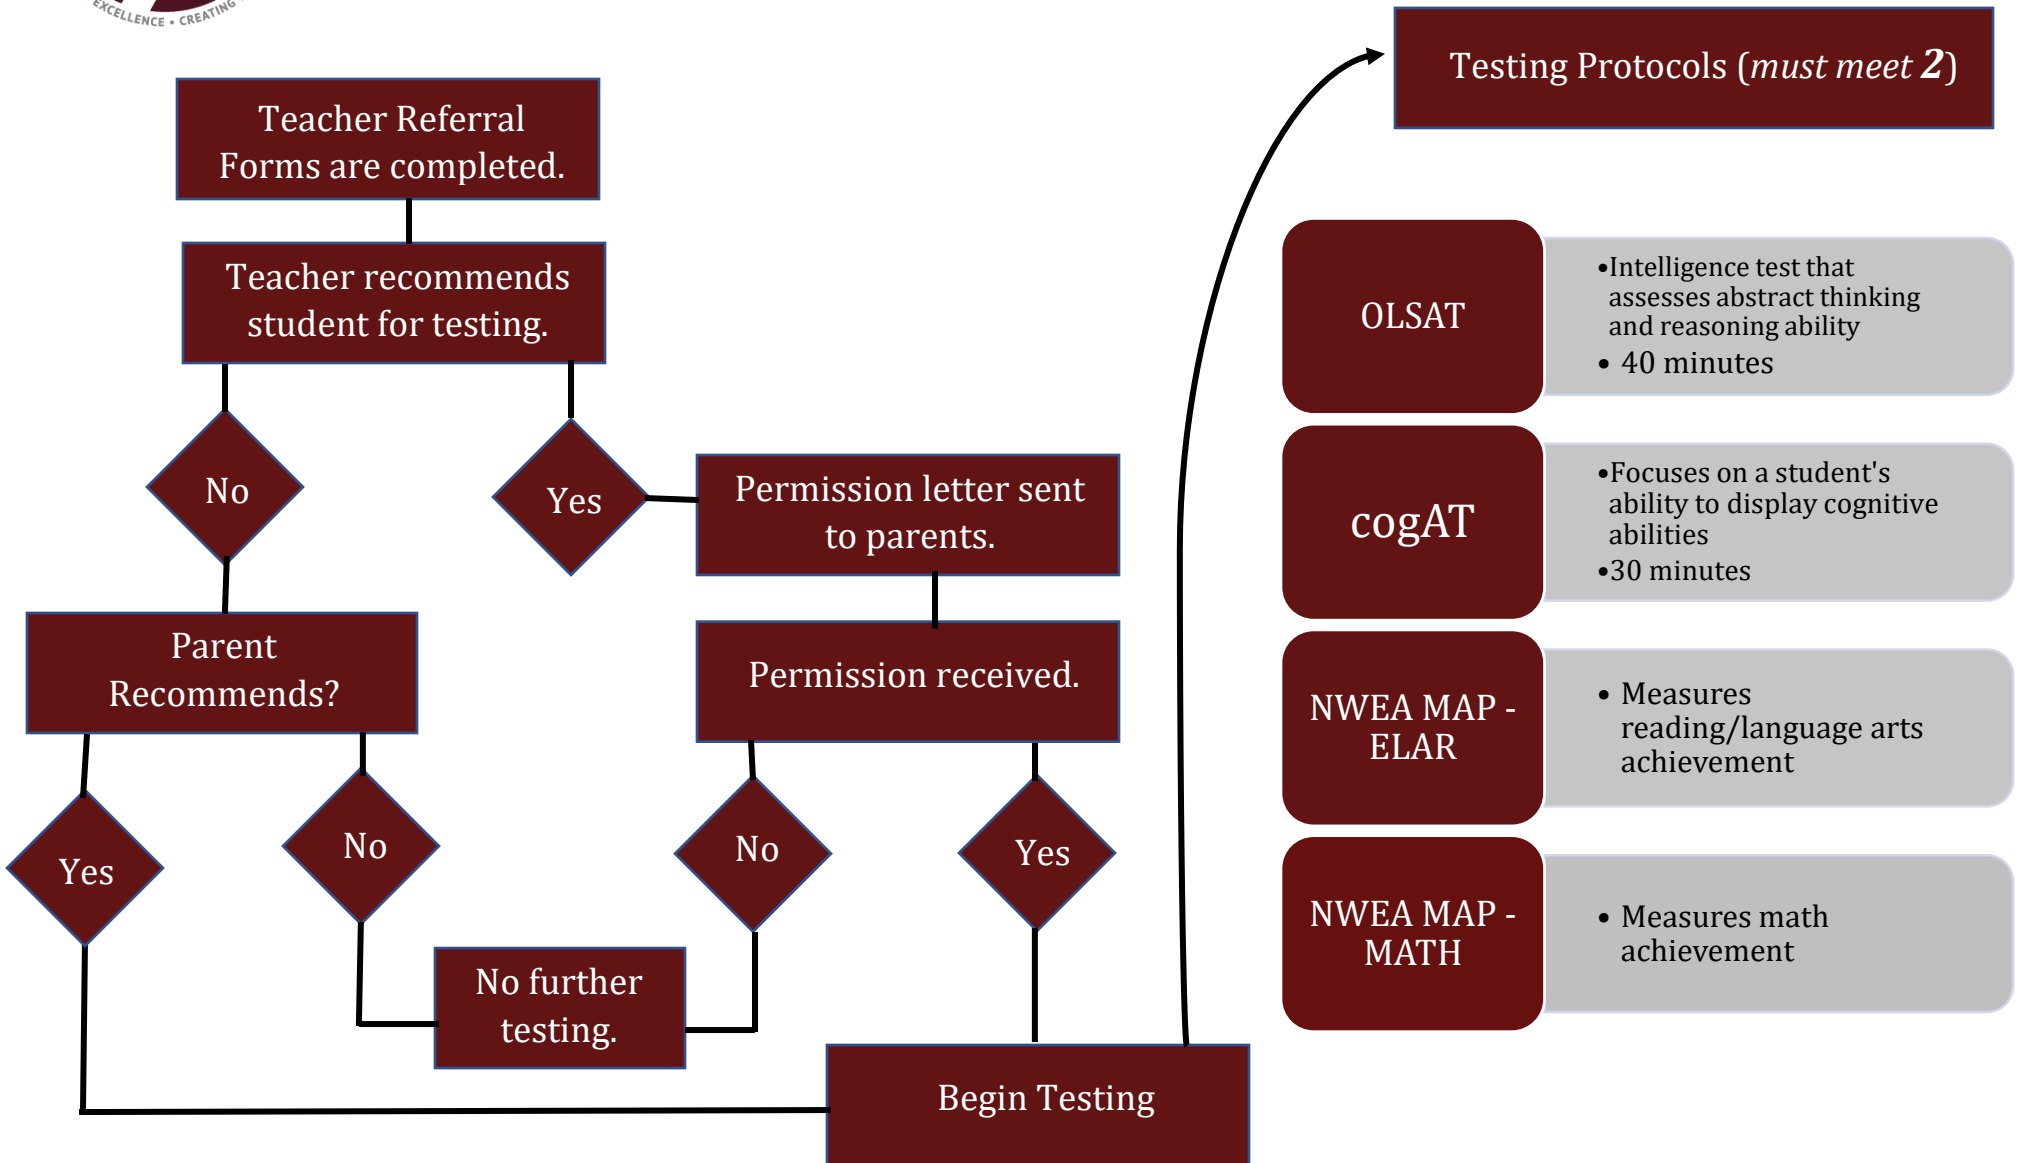 EXCELLENCE • CREATING
Teacher Referral
Forms are completed.
Teacher recommends
student for testing.
No
Yes
Permission letter sent
to parents.
Parent
Recommends?
Permission received.
Yes
No
No
Yes
No further
testing.
Begin Testing
Testing Protocols (must meet 2)
OLSAT
•Intelligence test that
assesses abstract thinking
and reasoning ability
• 40 minutes
cogAT
•Focuses on a student's
ability to display cognitive
abilities
•30 minutes
NWEA MAP -
ELAR
• Measures
reading/language arts
achievement
NWEA MAP -
MATH
• Measures math
achievement